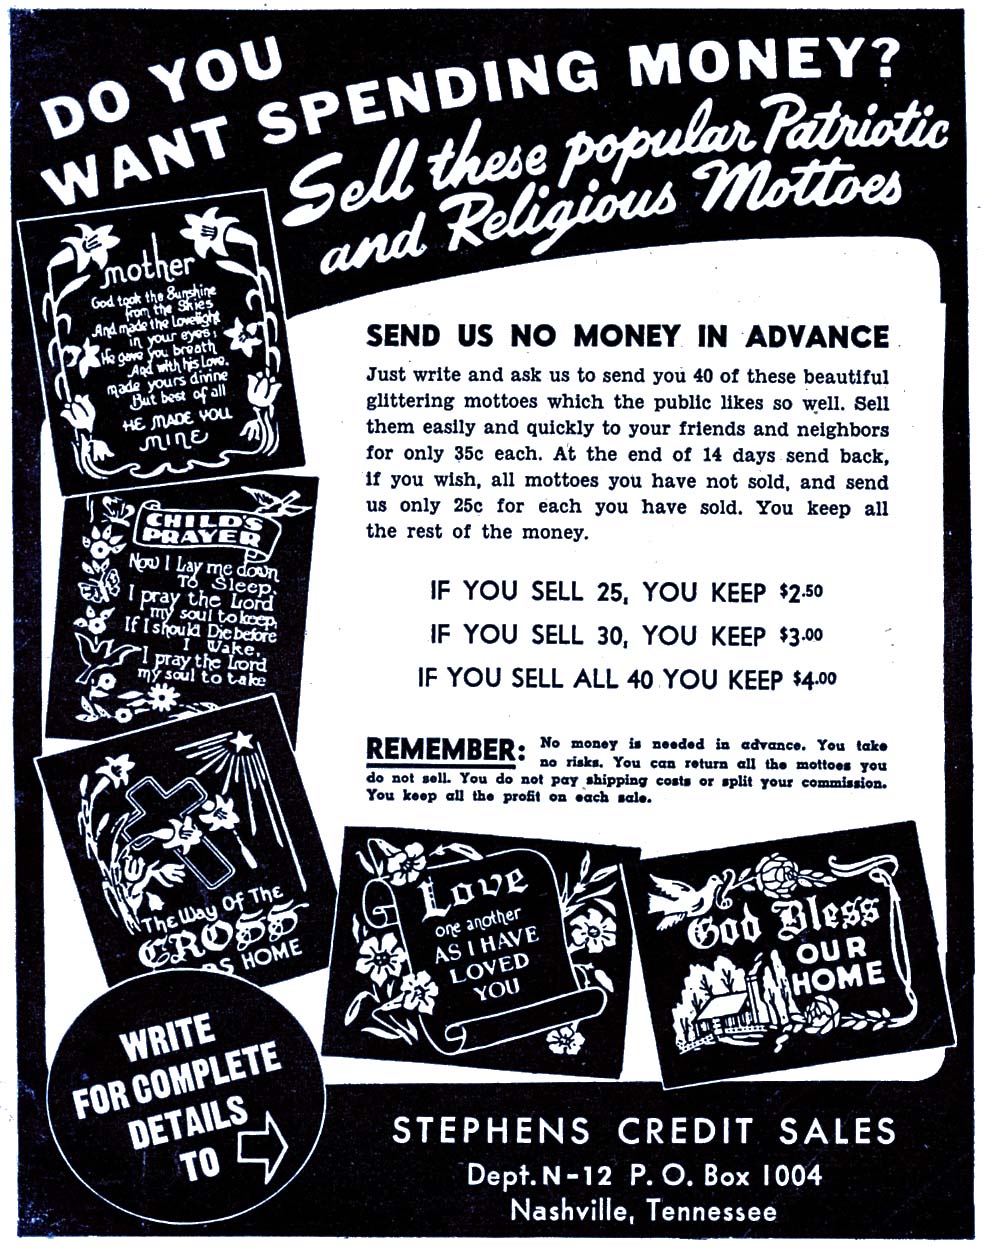 DO YOU
WANT SPENDING MONEY?
Sell these popular Patriotic
and Religious Mottoes
mother
God took the Sunshine
from the Skies
And made the Lovelight
in your eyes;
He gave you breath
And with his Love,
made yours divine
But best of all
HE MADE YOU
MINE
CHILD'S
PRAYER
Now I Lay me down
To Sleep,
I pray the Lord
my soul to keep,
If I should Die before
I Wake,
I pray the Lord
my soul to take
The Way Of The
CROSS
DS HOME
SEND US NO MONEY IN ADVANCE
Just write and ask us to send you 40 of these beautiful
glittering mottoes which the public likes so well. Sell
them easily and quickly to your friends and neighbors
for only 35c each. At the end of 14 days send back,
if you wish, all mottoes you have not sold, and send
us only 25c for each you have sold. You keep all
the rest of the money.
IF YOU SELL 25, YOU KEEP $2.50
IF YOU SELL 30, YOU KEEP $3.00
IF YOU SELL ALL 40 YOU KEEP $4.00
REMEMBER: No money is needed in advance. You take
no risks. You can return all the mottoes you
do not sell. You do not pay shipping costs or split your commission.
You keep all the profit on each sale.
Love
one another
AS I HAVE
LOVED
YOU
God Bless
OUR
HOME
WRITE
FOR COMPLETE
DETAILS
TO
STEPHENS CREDIT SALES
Dept. N-12 P. O. Box 1004
Nashville, Tennessee